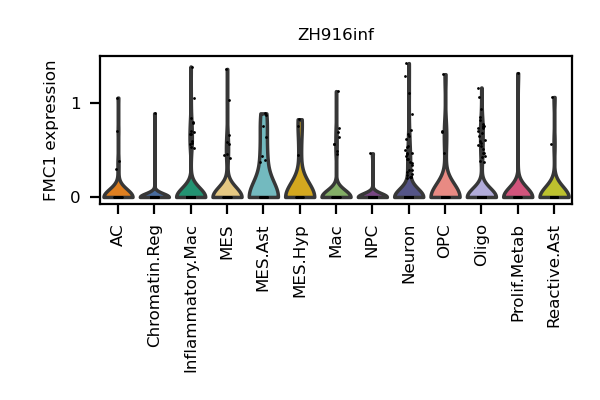 ZH916inf
FMC1 expression
1
0
AC
Chromatin.Reg
Inflammatory.Mac
MES
MES.Ast
MES.Hyp
Mac
NPC
Neuron
OPC
Oligo
Prolif.Metab
Reactive.Ast